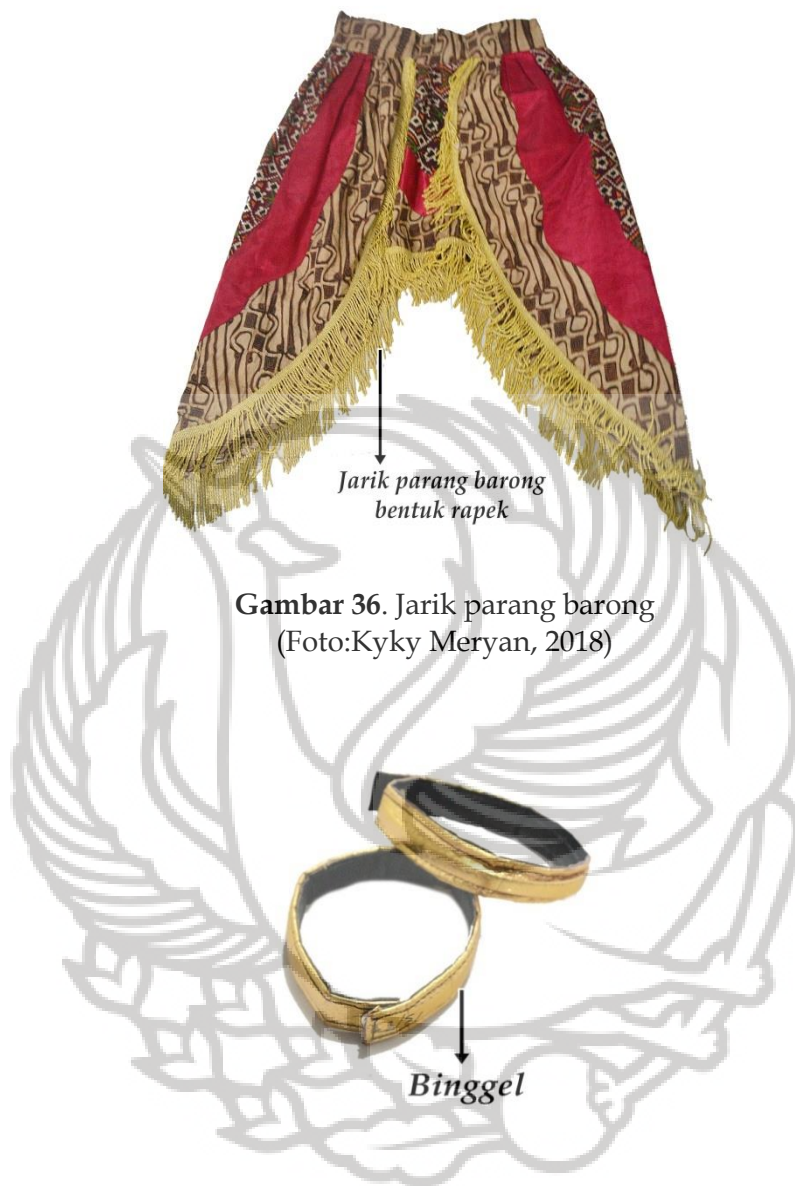 Jarik parang barong
bentuk rapek
Gambar 36. Jarik parang barong
(Foto:Kyky Meryan, 2018)
Binggel